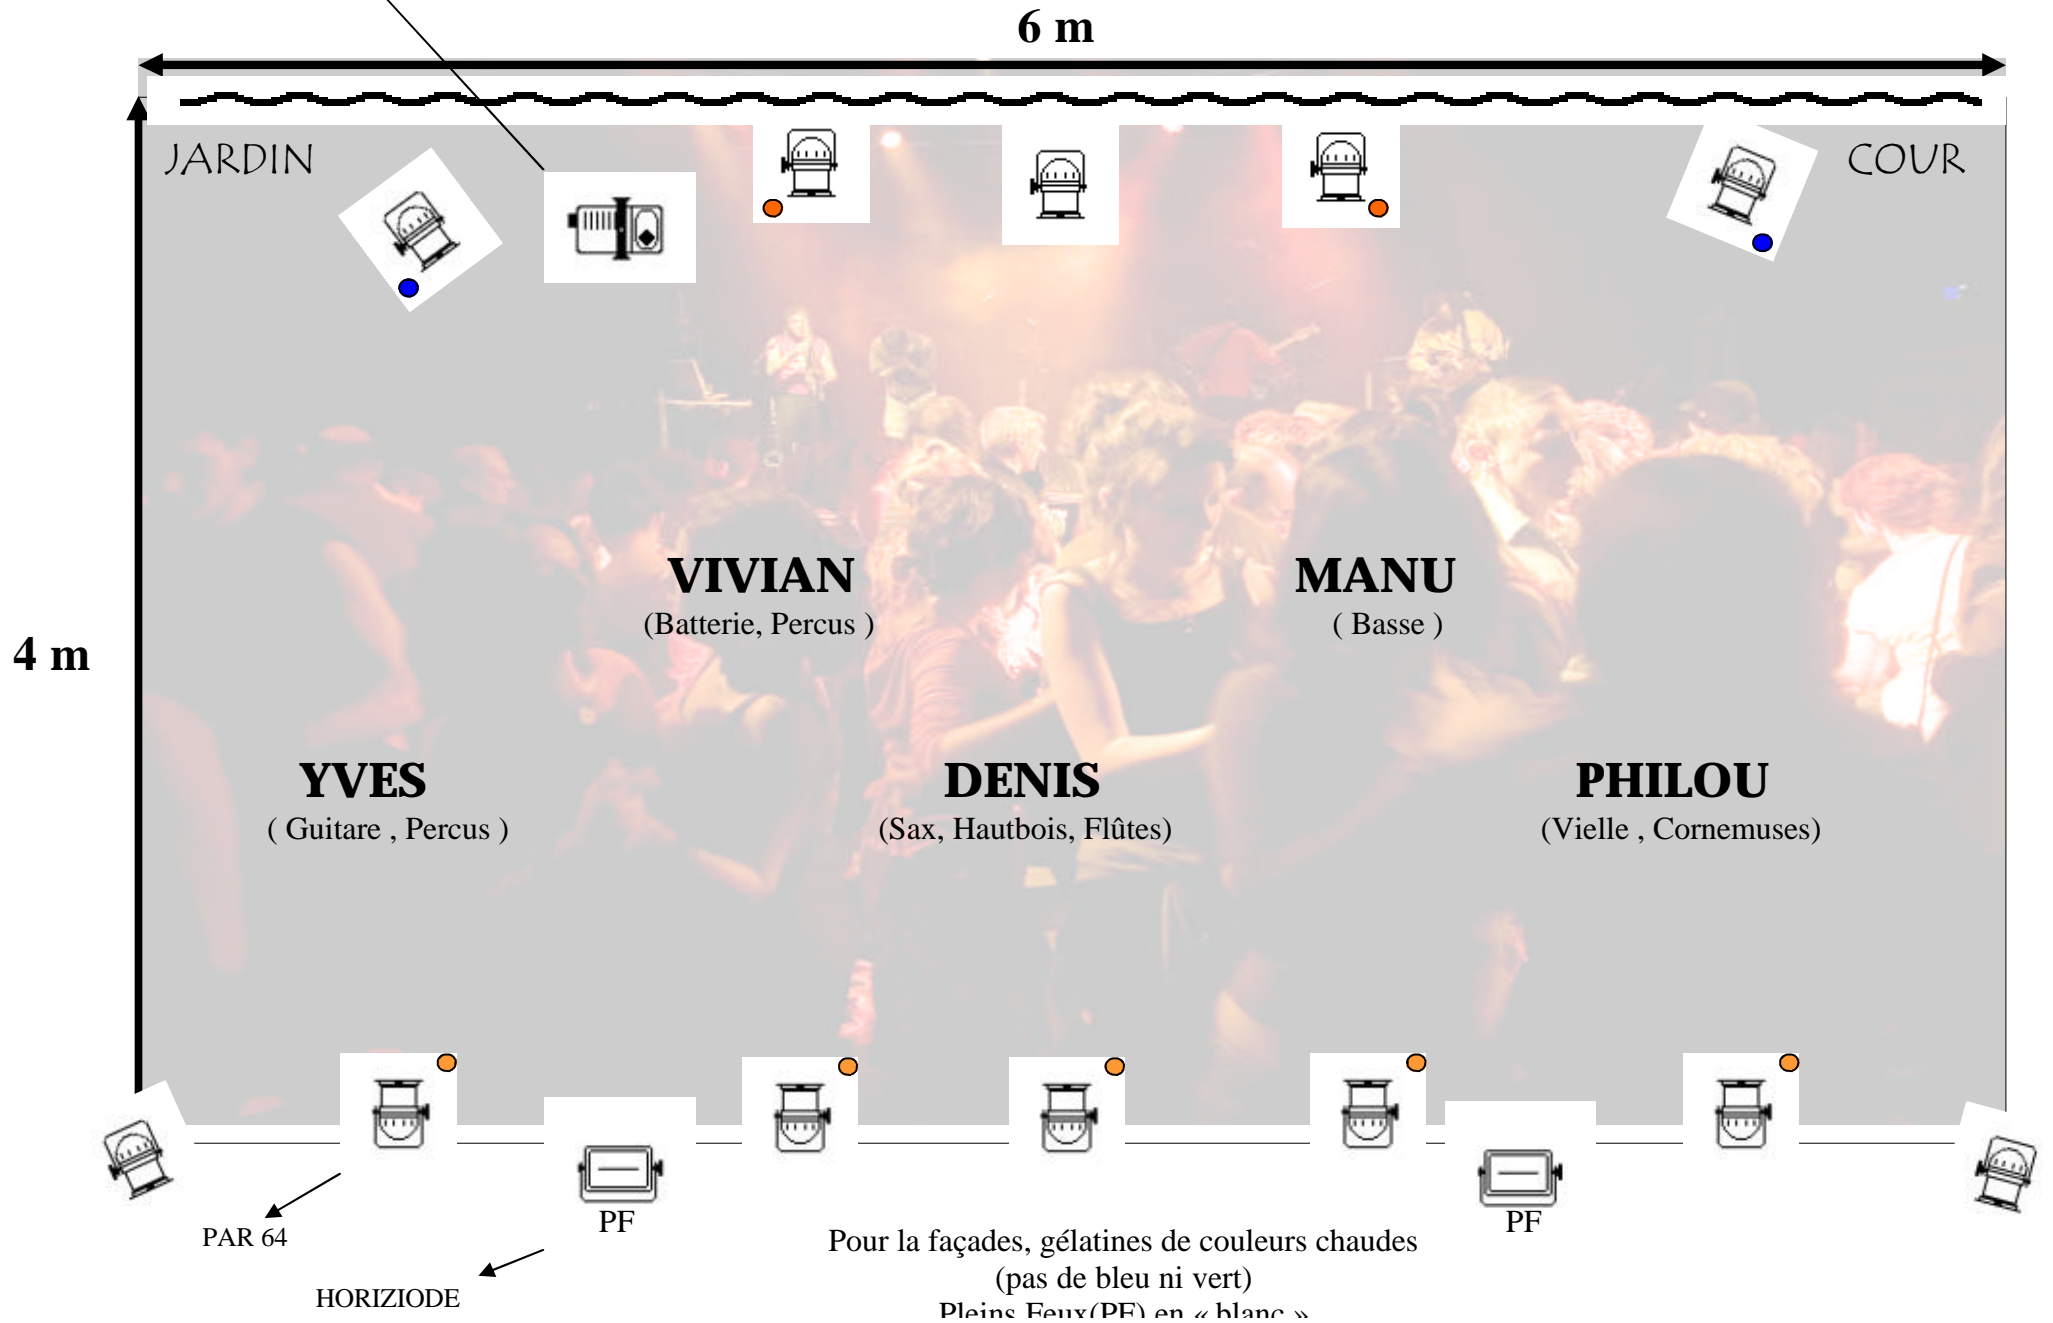 6 m
JARDIN
COUR
VIVIAN
(Batterie, Percus )
MANU
( Basse )
4 m
YVES
( Guitare , Percus )
DENIS
(Sax, Hautbois, Flûtes)
PHILOU
(Vielle , Cornemuses)
PF
PF
PAR 64
Pour la façades, gélatines de couleurs chaudes
(pas de bleu ni vert)
HORIZIODE
Pleins Feux(PF) en « blanc »